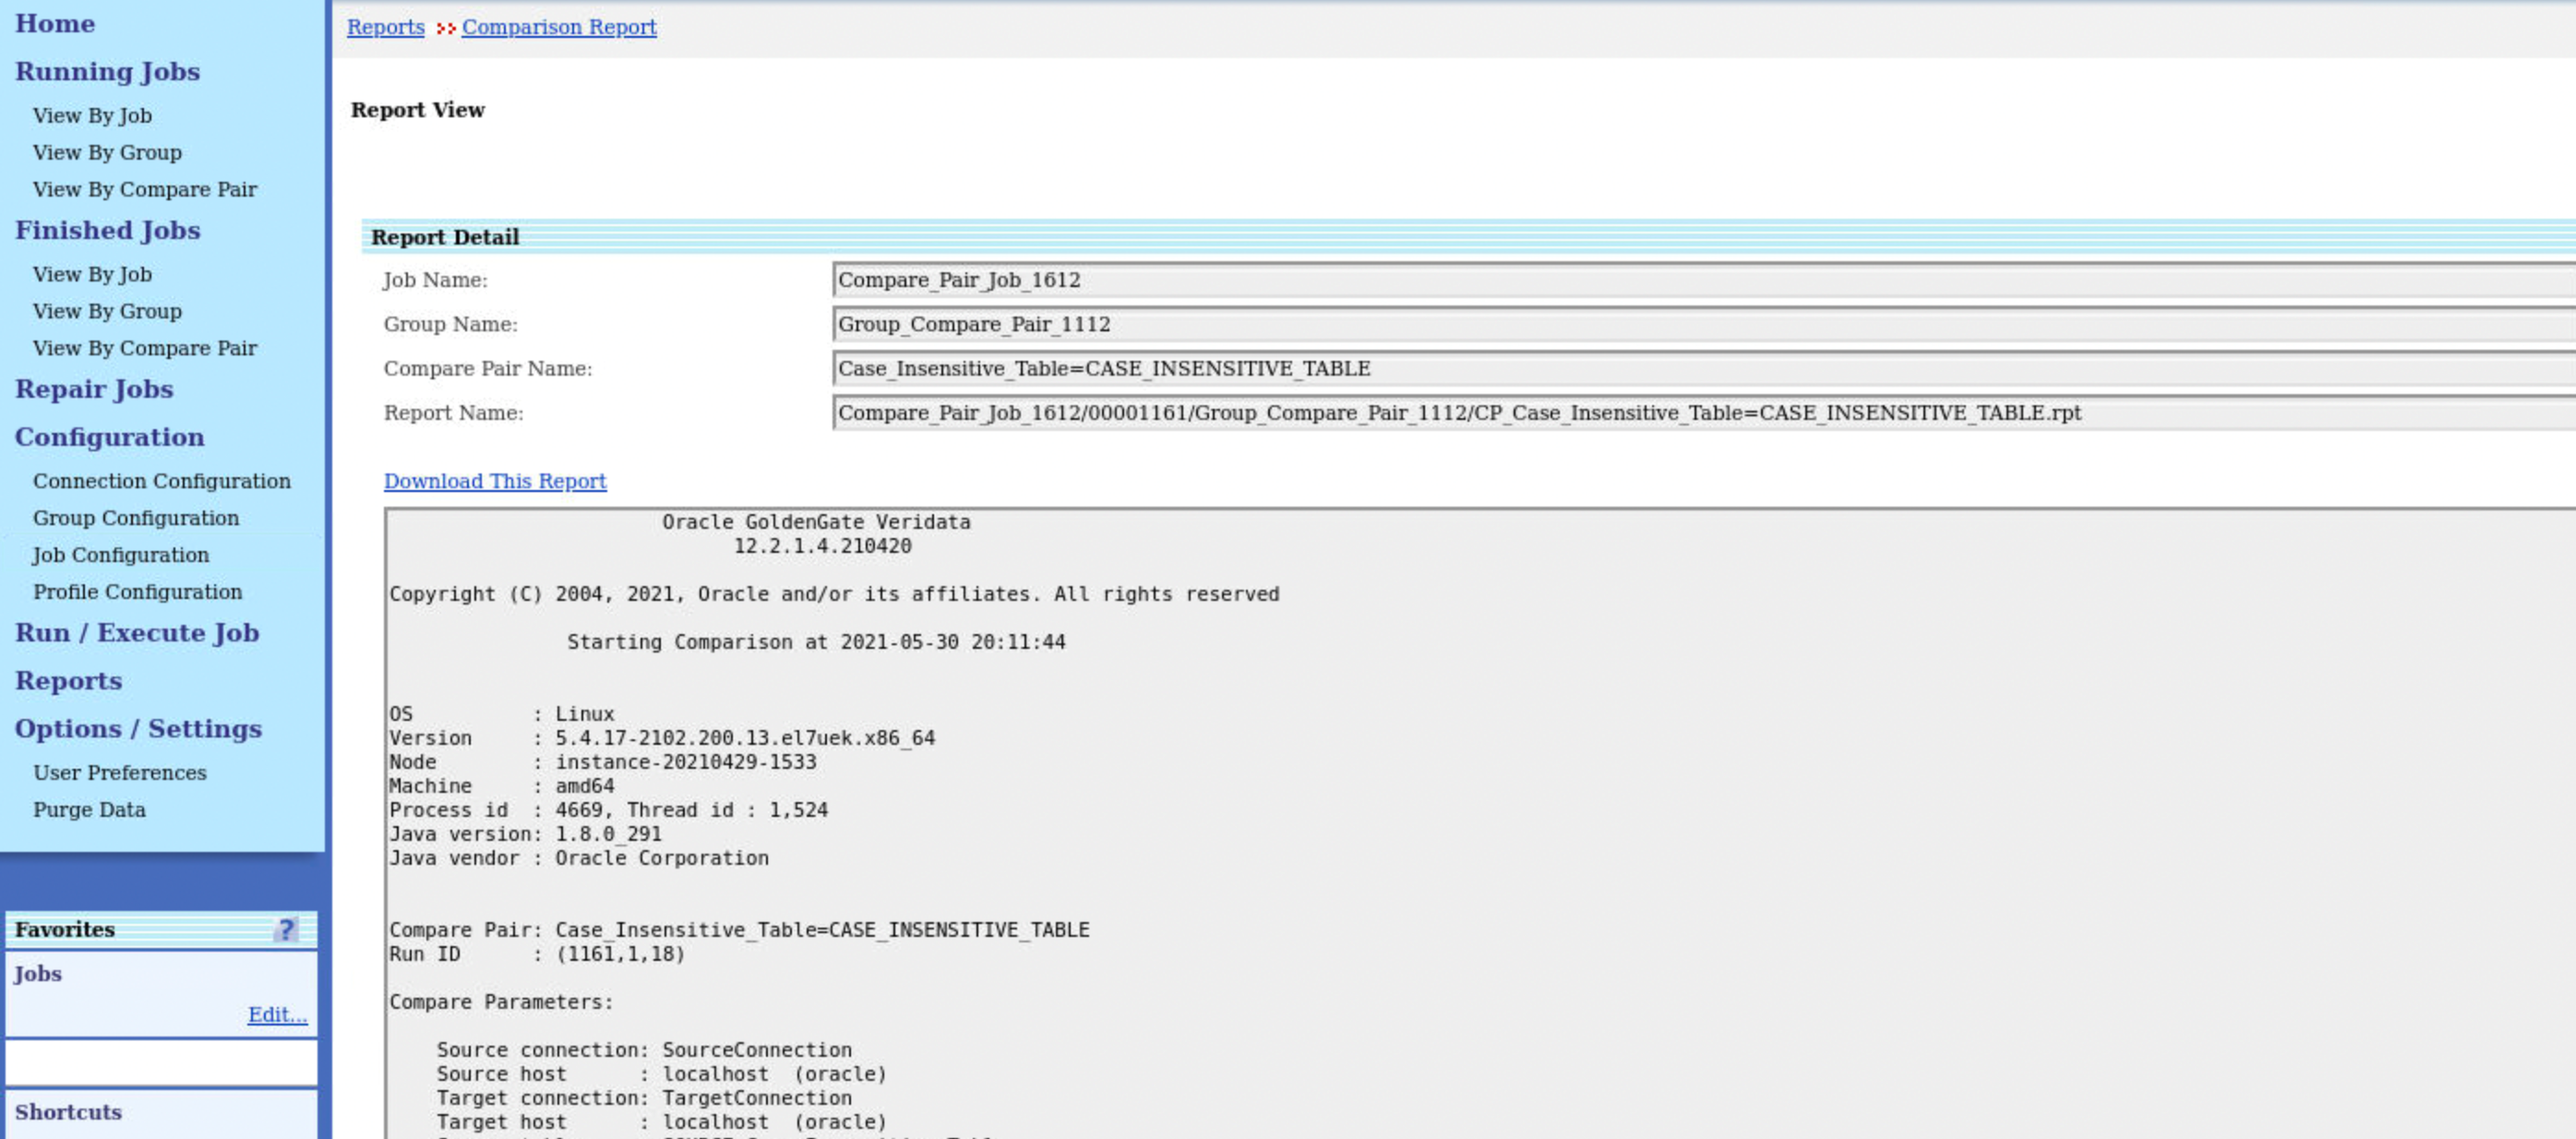 Home
Running Jobs
View By Job
View By Group
View By Compare Pair
Finished Jobs
View By Job
View By Group
View By Compare Pair
Repair Jobs
Configuration
Connection Configuration
Group Configuration
Job Configuration
Profile Configuration
Run / Execute Job
Reports
Options / Settings
User Preferences
Purge Data
Favorites ?
Jobs
Edit...
Shortcuts
Reports Comparison Report
Report View
Report Detail
Job Name: Compare_Pair_Job_1612
Group Name: Group_Compare_Pair_1112
Compare Pair Name: Case_Insensitive_Table=CASE_INSENSITIVE_TABLE
Report Name: Compare_Pair_Job_1612/00001161/Group_Compare_Pair_1112/CP_Case_Insensitive_Table=CASE_INSENSITIVE_TABLE.rpt
Download This Report
Oracle GoldenGate Veridata
12.2.1.4.210420
Copyright (C) 2004, 2021, Oracle and/or its affiliates. All rights reserved
Starting Comparison at 2021-05-30 20:11:44
OS : Linux
Version : 5.4.17-2102.200.13.el7uek.x86_64
Node : instance-20210429-1533
Machine : amd64
Process id : 4669, Thread id : 1,524
Java version: 1.8.0_291
Java vendor : Oracle Corporation
Compare Pair: Case_Insensitive_Table=CASE_INSENSITIVE_TABLE
Run ID : (1161,1,18)
Compare Parameters:
Source connection: SourceConnection
Source host : localhost (oracle)
Target connection: TargetConnection
Target host : localhost (oracle)